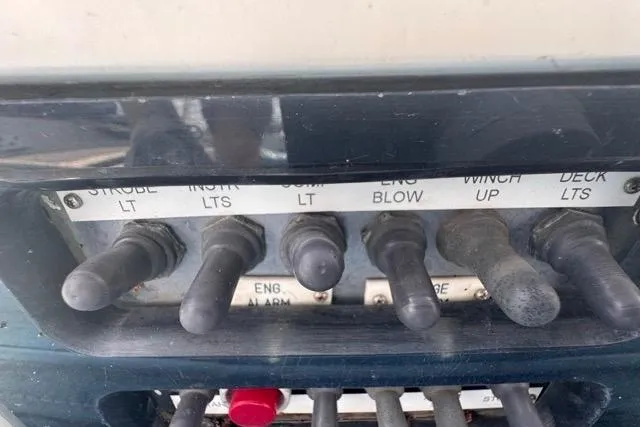 STROBE INSTR COMP ENG WINCH DECK
LT LTS LT BLOW UP LTS
ENG.
ALARM